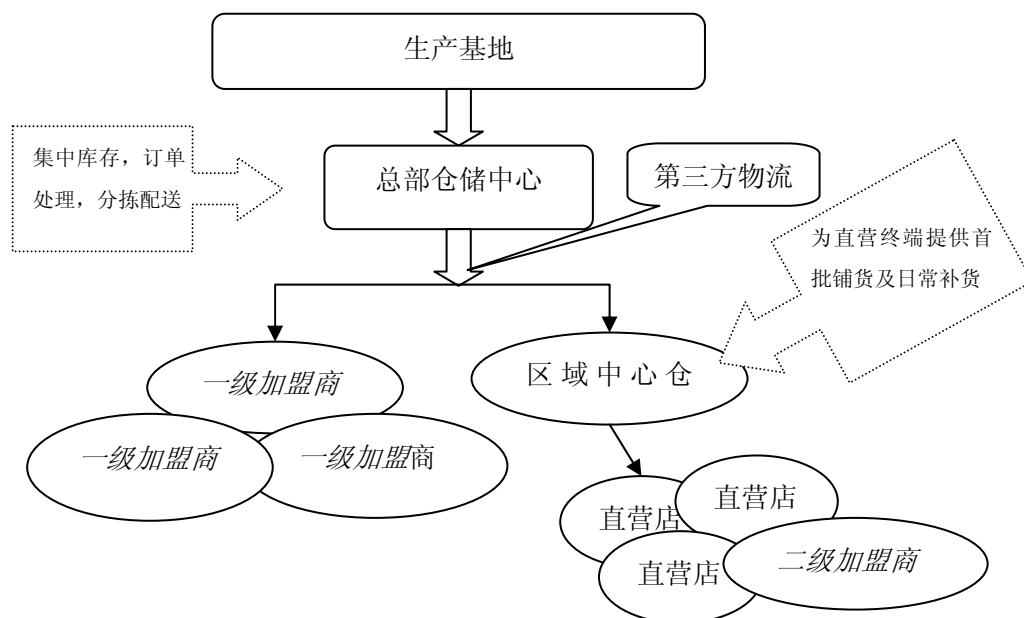 生产基地
集中库存，订单
处理，分拣配送
总部仓储中心
第三方物流
为直营终端提供首
批铺货及日常补货
一级加盟商
区域中心仓
一级加盟商
一级加盟商
直营店
直营店
直营店
二级加盟商